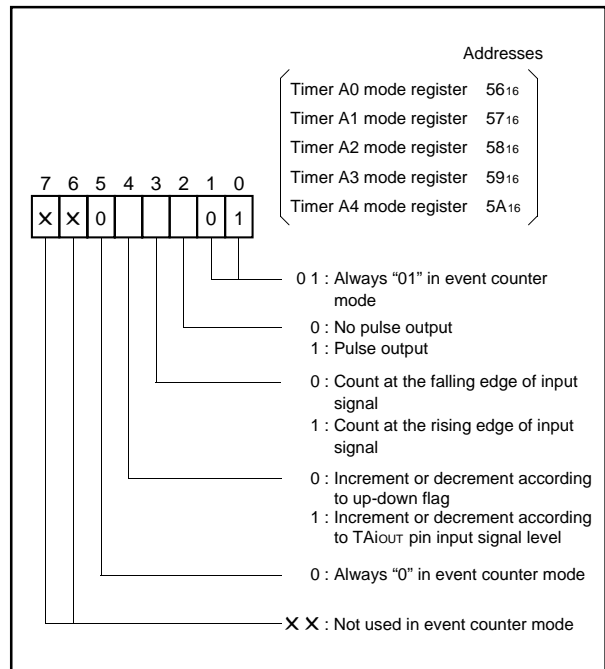 Addresses
Timer A0 mode register 5616
Timer A1 mode register 5716
Timer A2 mode register 5816
Timer A3 mode register 5916
Timer A4 mode register 5A16
7 6 5 4 3 2 1 0
× × 0 0 1
0 1 : Always “01” in event counter
mode
0 : No pulse output
1 : Pulse output
0 : Count at the falling edge of input
signal
1 : Count at the rising edge of input
signal
0 : Increment or decrement according
to up-down flag
1 : Increment or decrement according
to TAiOUT pin input signal level
0 : Always “0” in event counter mode
× × : Not used in event counter mode